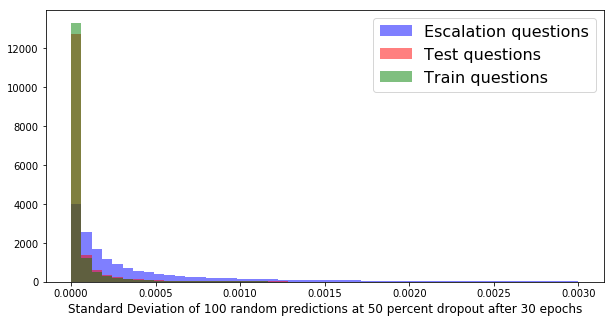 12000
10000
8000
6000
4000
2000
0
Escalation questions
Test questions
Train questions
0.0000 0.0005 0.0010 0.0015 0.0020 0.0025 0.0030
Standard Deviation of 100 random predictions at 50 percent dropout after 30 epochs